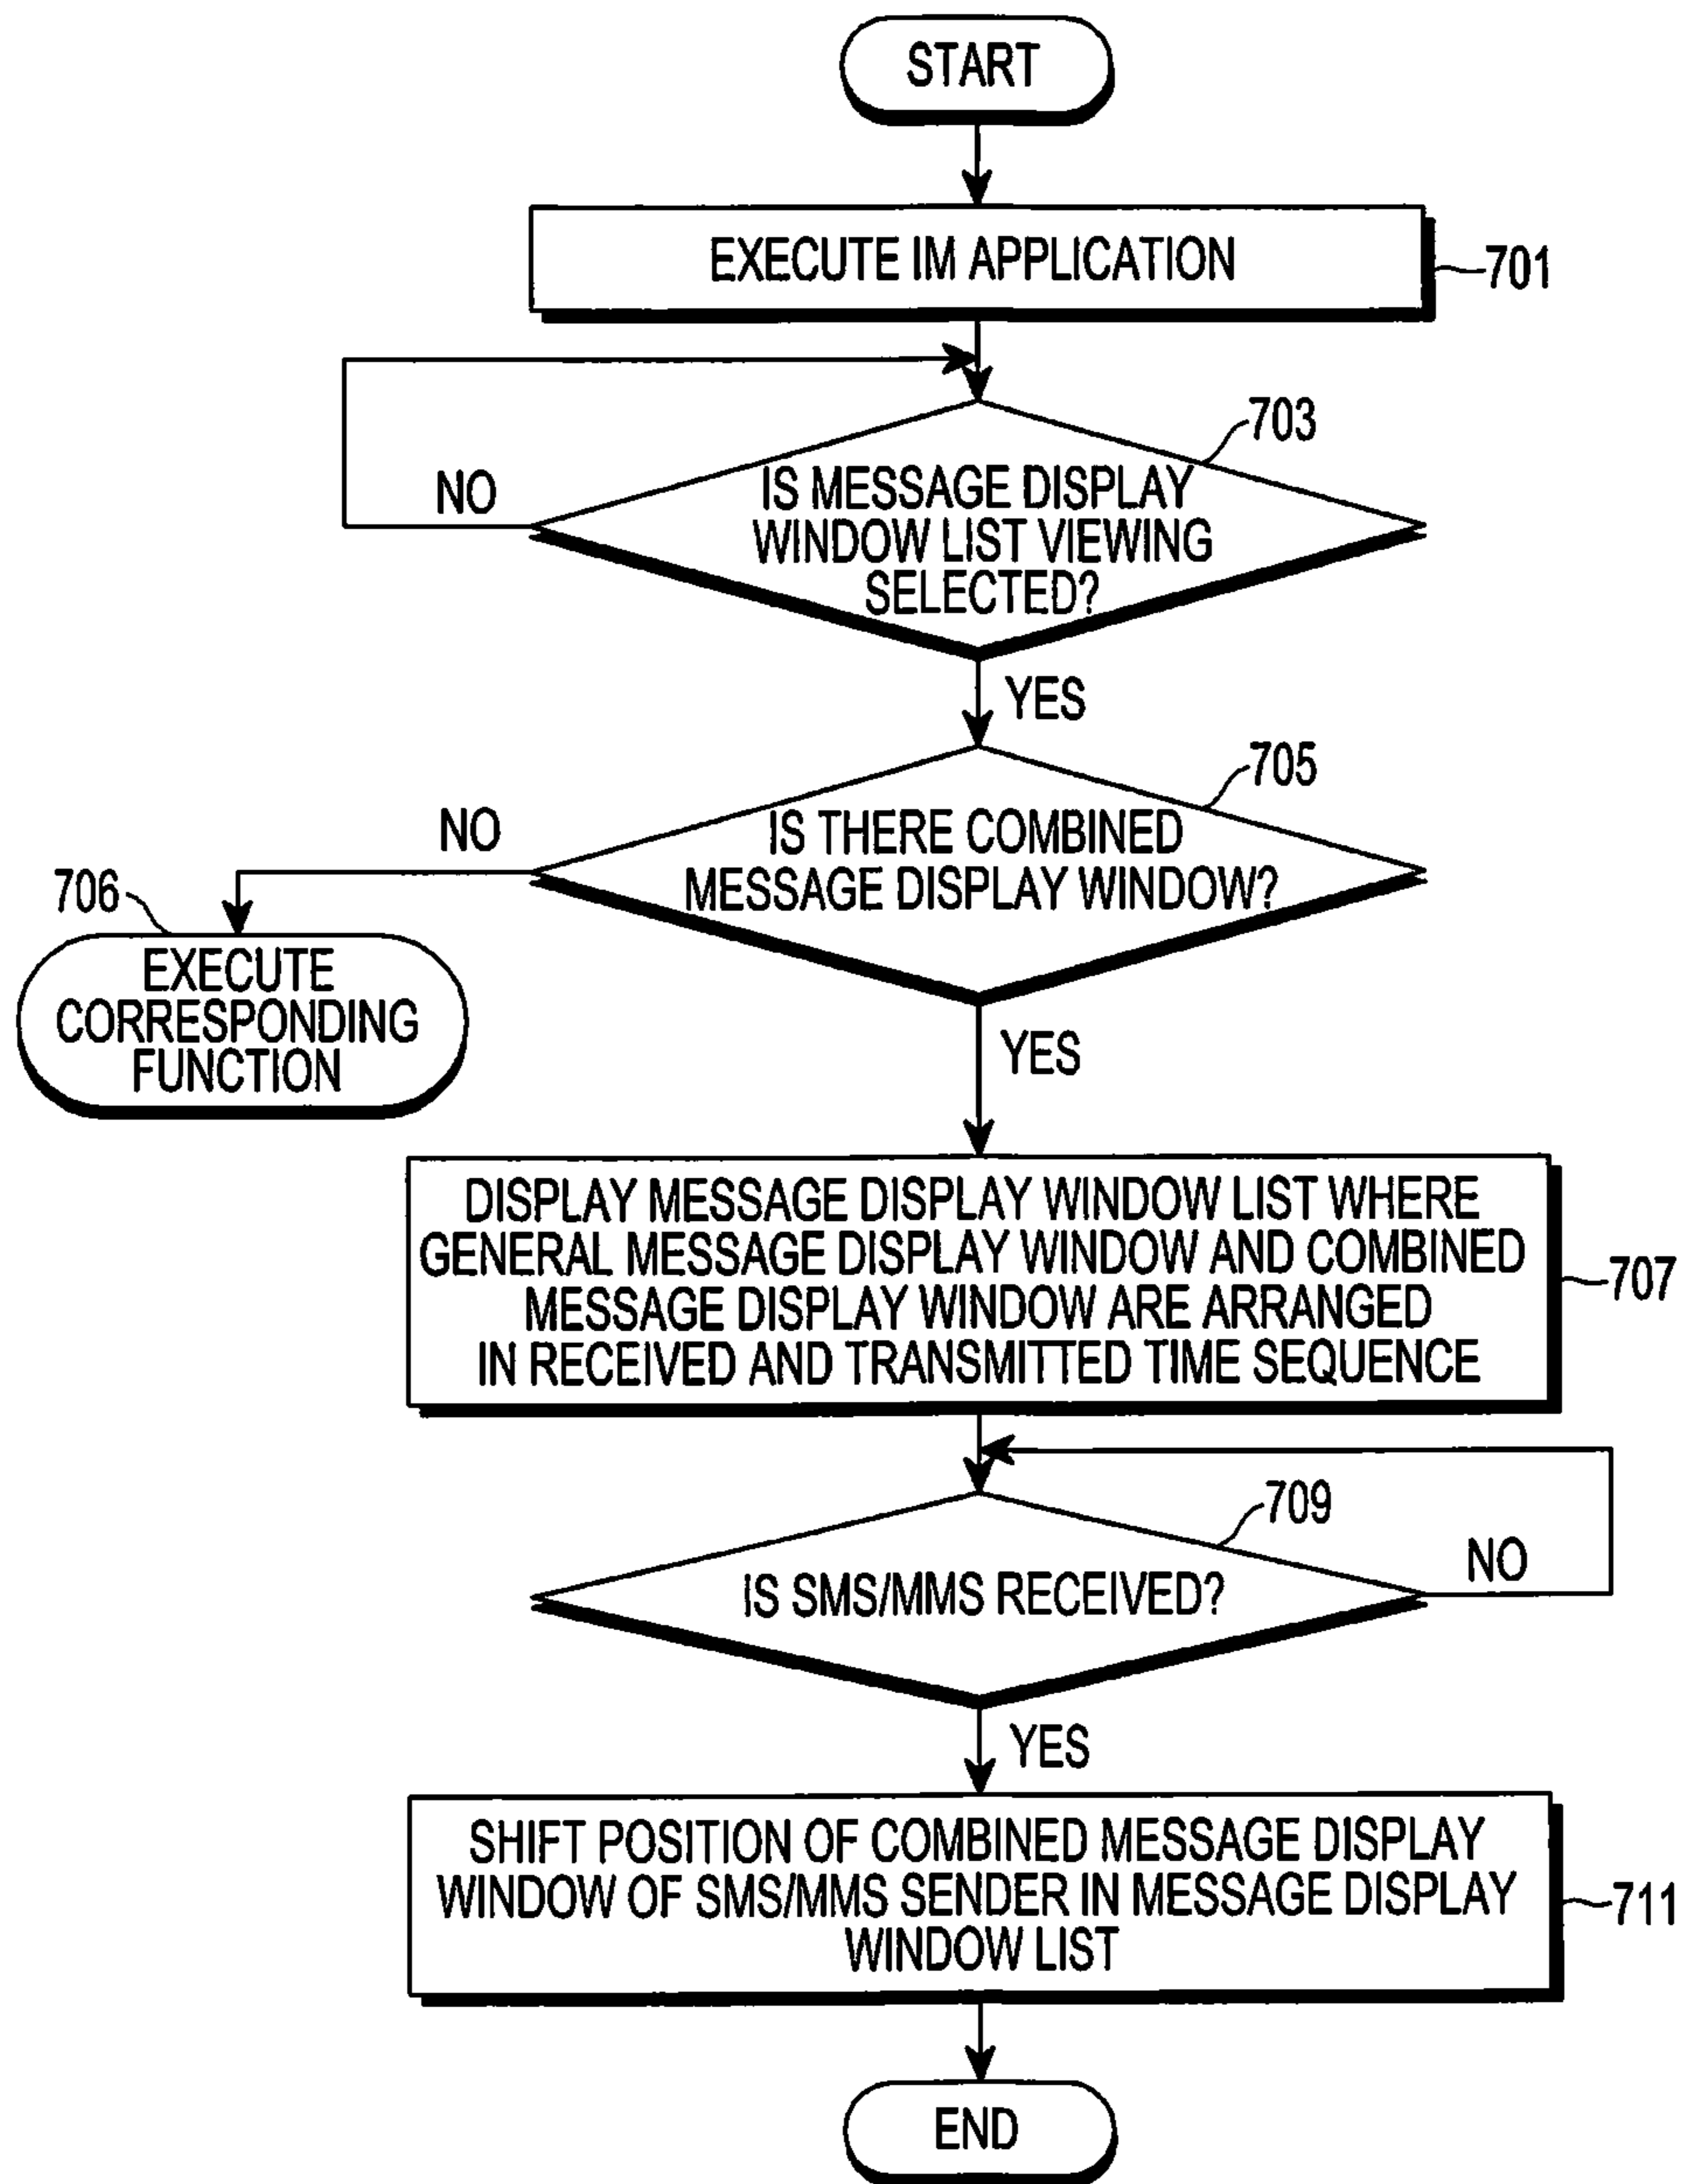 START
EXECUTE IM APPLICATION
701
703
NO
IS MESSAGE DISPLAY
WINDOW LIST VIEWING
SELECTED?
YES
705
NO
IS THERE COMBINED
MESSAGE DISPLAY WINDOW?
706
EXECUTE
CORRESPONDING
FUNCTION
YES
DISPLAY MESSAGE DISPLAY WINDOW LIST WHERE
GENERAL MESSAGE DISPLAY WINDOW AND COMBINED
MESSAGE DISPLAY WINDOW ARE ARRANGED
IN RECEIVED AND TRANSMITTED TIME SEQUENCE
707
709
NO
IS SMS/MMS RECEIVED?
YES
SHIFT POSITION OF COMBINED MESSAGE DISPLAY
WINDOW OF SMS/MMS SENDER IN MESSAGE DISPLAY
WINDOW LIST
711
END